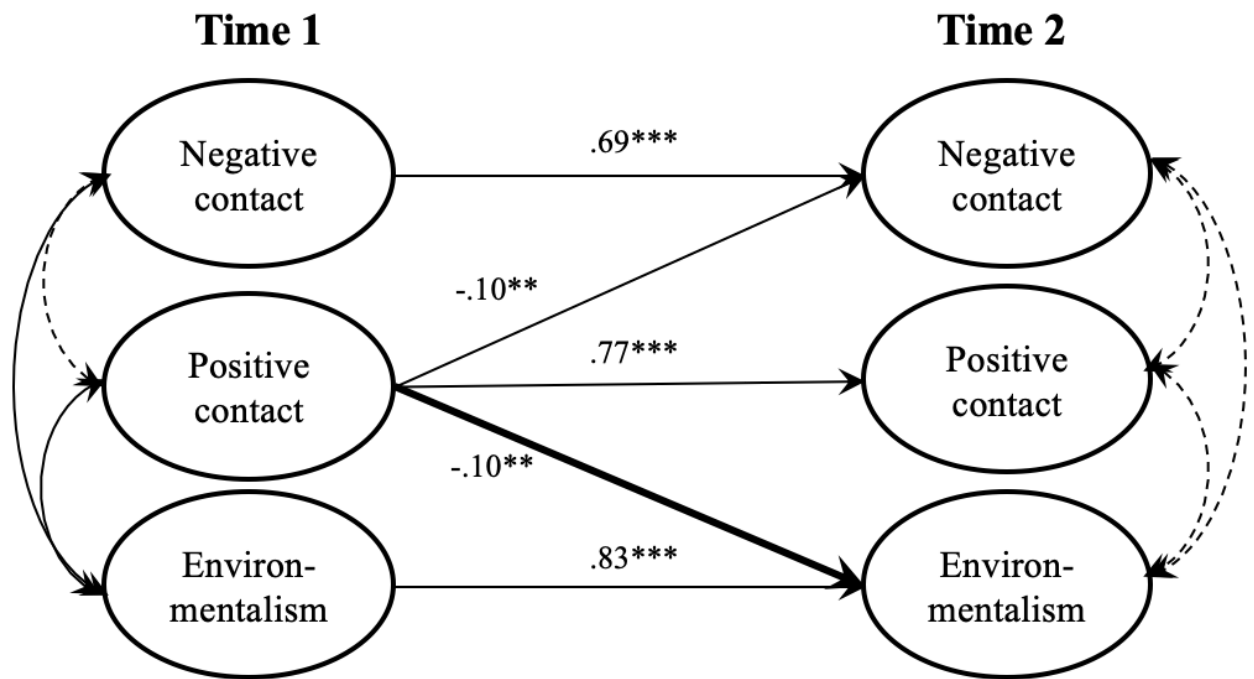 Time 1
Time 2
Negative
contact
.69***
Negative
contact
-.10**
Positive
contact
.77***
Positive
contact
-.10**
Environ-
mentalism
.83***
Environ-
mentalism